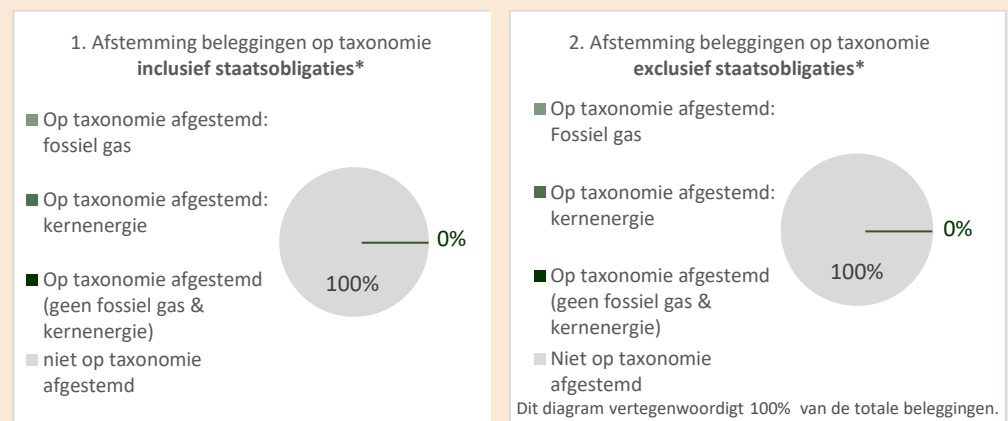 1. Afstemming beleggingen op taxonomie
inclusief staatsobligaties*
Op taxonomie afgestemd:
fossiel gas
Op taxonomie afgestemd:
kernenergie
Op taxonomie afgestemd
(geen fossiel gas &
kernenergie)
niet op taxonomie
afgestemd
0%
100%
2. Afstemming beleggingen op taxonomie
exclusief staatsobligaties*
Op taxonomie afgestemd:
Fossiel gas
Op taxonomie afgestemd:
kernenergie
Op taxonomie afgestemd
(geen fossiel gas &
kernenergie)
Niet op taxonomie
afgestemd
0%
100%
Dit diagram vertegenwoordigt 100% van de totale beleggingen.